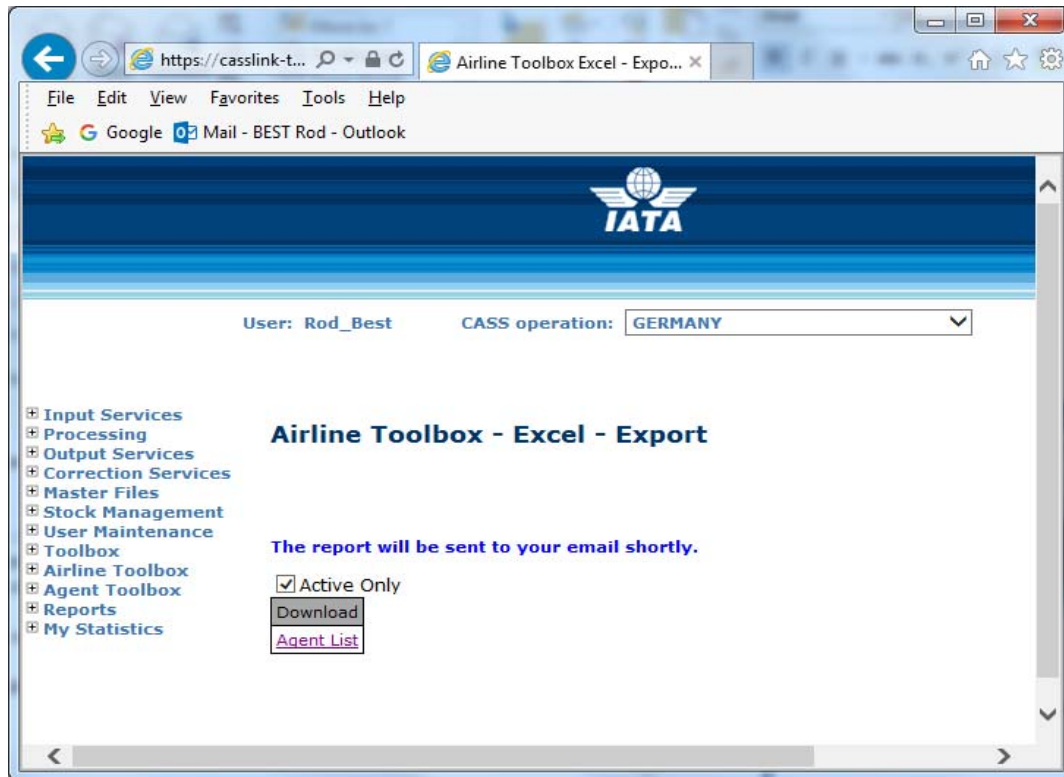 https://casslink-t...
Airline Toolbox Excel - Expo...
File Edit View Favorites Tools Help
Google Mail - BEST Rod - Outlook
IATA
User: Rod_Best CASS operation: GERMANY
Input Services
Processing
Output Services
Correction Services
Master Files
Stock Management
User Maintenance
Toolbox
Airline Toolbox
Agent Toolbox
Reports
My Statistics
Airline Toolbox - Excel - Export
The report will be sent to your email shortly.
Active Only
Download
Agent List